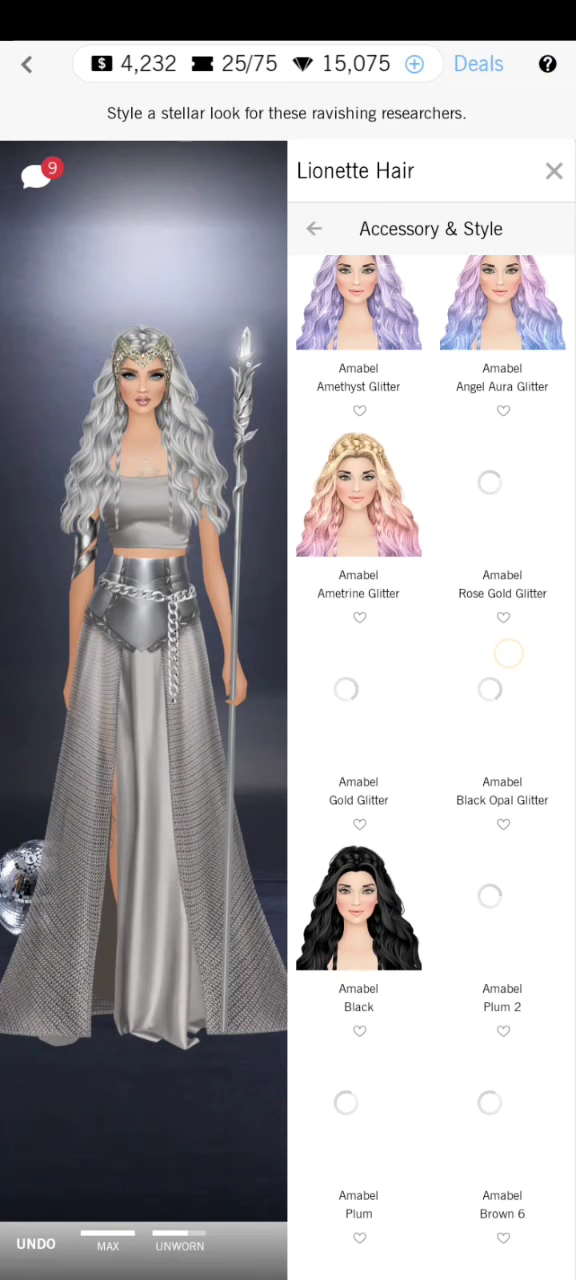 $ 4,232 25/75 15,075 Deals ?
Style a stellar look for these ravishing researchers.
9
Lionette Hair
Accessory & Style
Amabel
Amethyst Glitter
Amabel
Angel Aura Glitter
Amabel
Ametrine Glitter
Amabel
Rose Gold Glitter
Amabel
Gold Glitter
Amabel
Black Opal Glitter
Amabel
Black
Amabel
Plum 2
Amabel
Plum
Amabel
Brown 6
UNDO MAX UNWORN